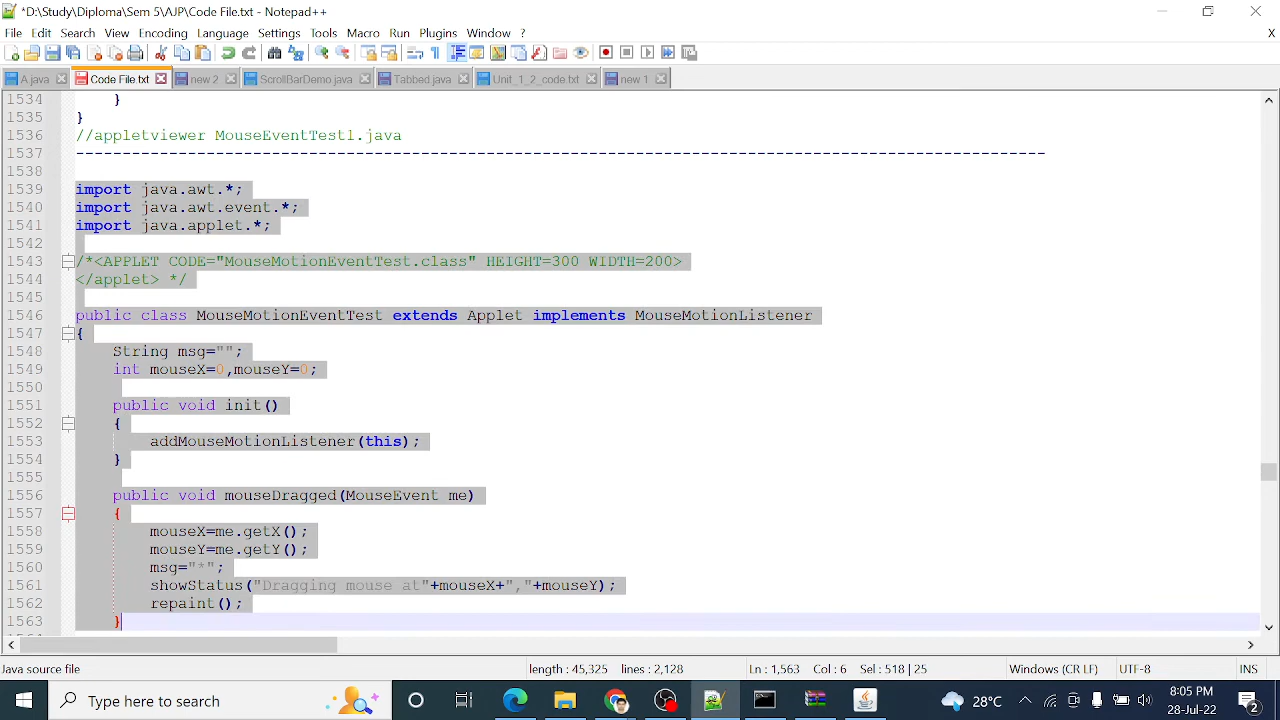 *D:\Study\Diploma\Sem 5\AJP\Code File.txt - Notepad++
File Edit Search View Encoding Language Settings Tools Macro Run Plugins Window ? X
A.java Code File.txt new 2 ScrollBarDemo.java Tabbed.java Unit_1_2_code.txt new 1
1534 }
1535 }
1536 //appletviewer MouseEventTest1.java
1537 ---------------------------------------------------------------------------------------------------------
1538
1539 import java.awt.*;
1540 import java.awt.event.*;
1541 import java.applet.*;
1542
1543 /*<APPLET CODE="MouseMotionEventTest.class" HEIGHT=300 WIDTH=200>
1544 </applet> */
1545
1546 public class MouseMotionEventTest extends Applet implements MouseMotionListener
1547 {
1548 String msg="";
1549 int mouseX=0,mouseY=0;
1550
1551 public void init()
1552 {
1553 addMouseMotionListener(this);
1554 }
1555
1556 public void mouseDragged(MouseEvent me)
1557 {
1558 mouseX=me.getX();
1559 mouseY=me.getY();
1560 msg="*";
1561 showStatus("Dragging mouse at"+mouseX+","+mouseY);
1562 repaint();
1563 }
Java source file length : 45,325 lines : 2,128 Ln : 1,563 Col : 6 Sel : 518 | 25 Windows (CR LF) UTF-8 INS
Type here to search 28°C 8:05 PM
28-Jul-22 2